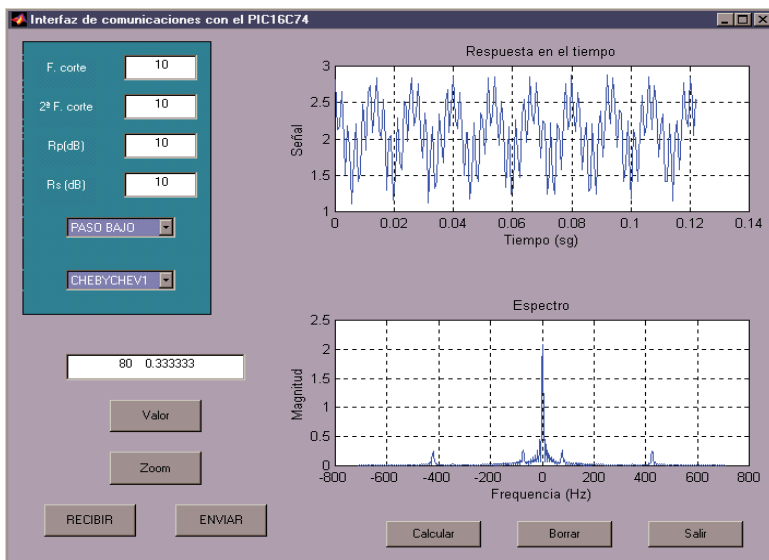 Interfaz de comunicaciones con el PIC16C74
F. corte 10
2ª F. corte 10
Rp(dB) 10
Rs (dB) 10
PASO BAJO
CHEBYCHEV1
80 0.333333
Valor
Zoom
RECIBIR ENVIAR
Respuesta en el tiempo
Señal
3
2.5
2
1.5
1
0 0.02 0.04 0.06 0.08 0.1 0.12 0.14
Tiempo (sg)
Espectro
Magnitud
2.5
2
1.5
1
0.5
0
-800 -600 -400 -200 0 200 400 600 800
Frequencia (Hz)
Calcular Borrar Salir